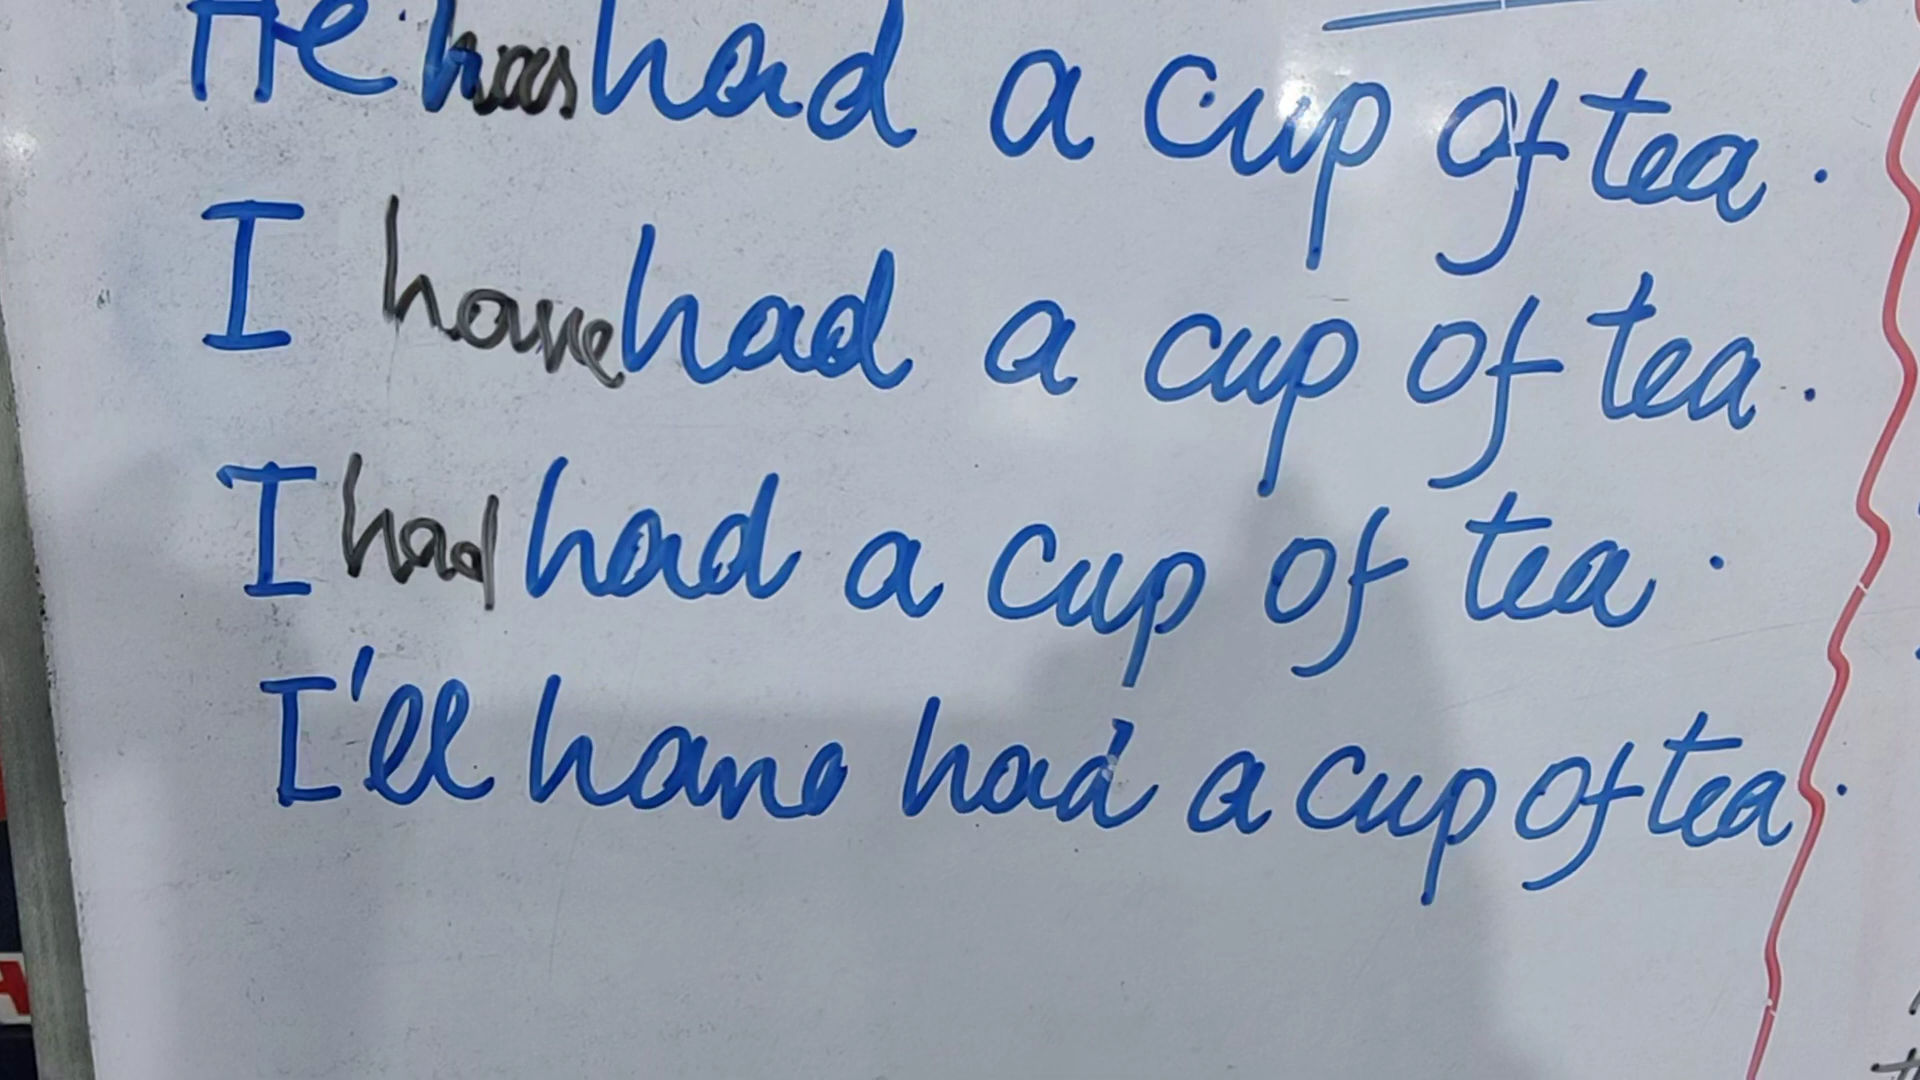 He has had a cup of tea.
I have had a cup of tea.
I had had a cup of tea.
I'll have had a cup of tea.